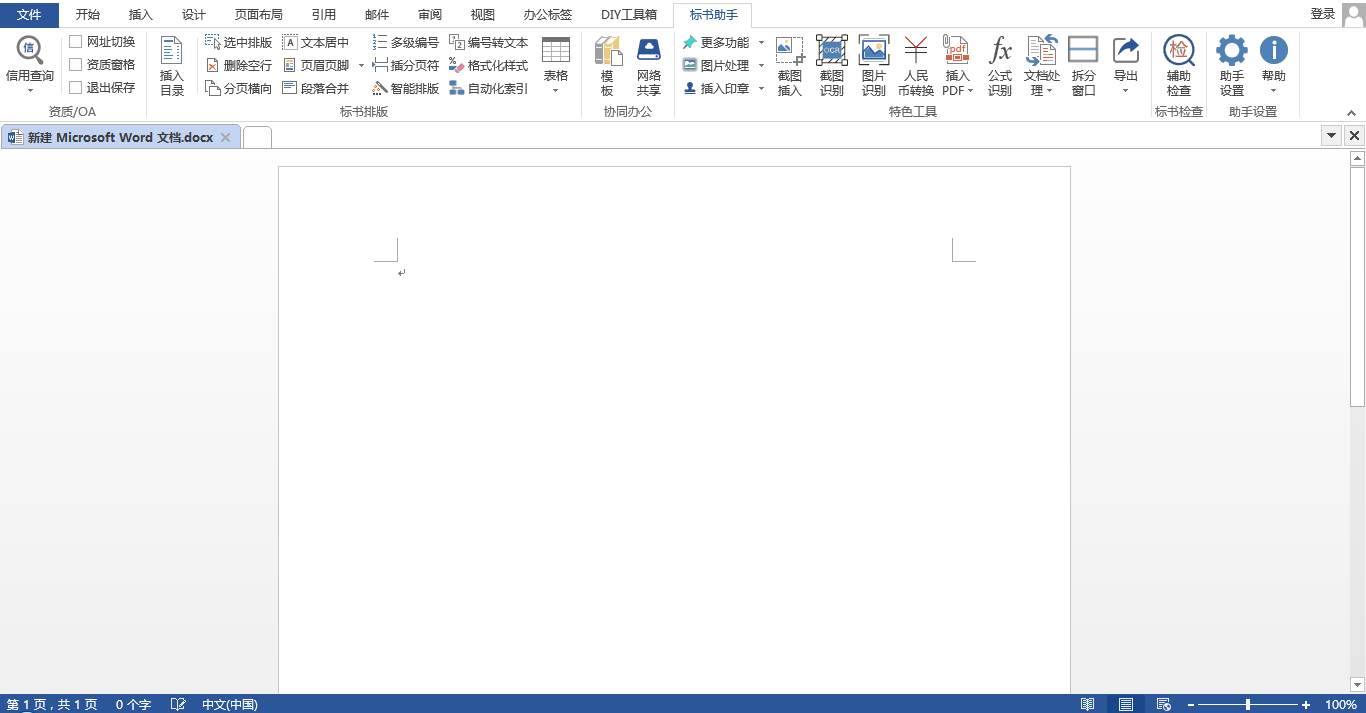 文件 开始 插入 设计 页面布局 引用 邮件 审阅 视图 办公标签 DIY工具箱 标书助手 登录
信 信用查询
网址切换
资质窗格
退出保存
资质/OA
插入
目录
选中排版 A 文本居中 多级编号 编号转文本
删除空行 页眉页脚 插分页符 格式化样式
分页横向 段落合并 智能排版 自动化索引
表格
标书排版
模
板
网络
共享
协同办公
更多功能
图片处理
插入印章
截图
插入
OCR
截图
识别
图片
识别
人民
币转换
pdf
插入
PDF
fx
公式
识别
文档处
理
拆分
窗口
导出
特色工具
检
辅助
检查
标书检查
助手
设置
帮助
助手设置
新建 Microsoft Word 文档.docx
第 1 页，共 1 页 0 个字 中文(中国) 100%